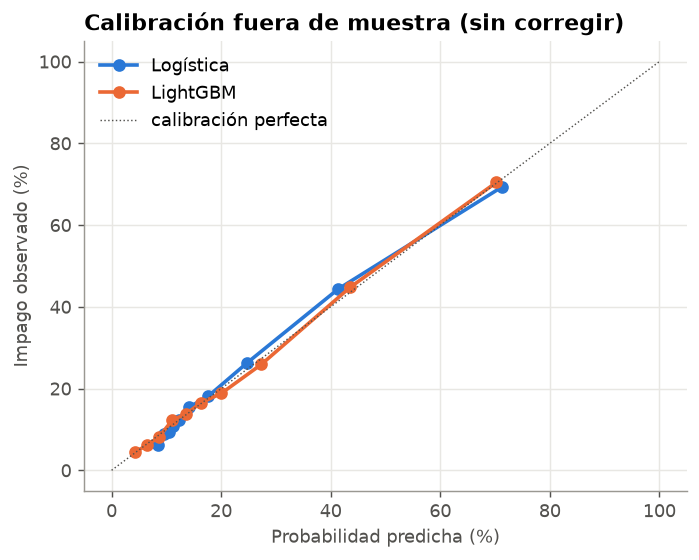 Calibración fuera de muestra (sin corregir)
Logística
LightGBM
calibración perfecta
Impago observado (%)
100
80
60
40
20
0
0 20 40 60 80 100
Probabilidad predicha (%)